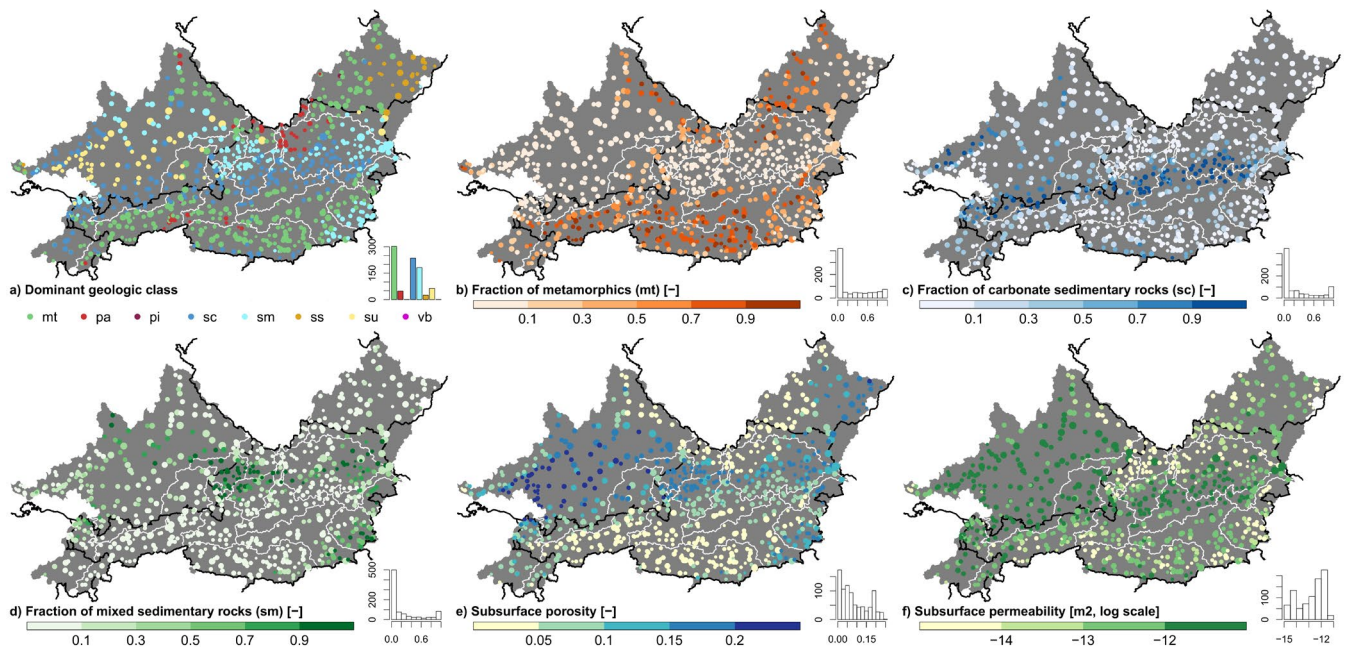 300
150
0
a) Dominant geologic class
mt pa pi sc sm ss su vb
200
0
0.0 0.6
b) Fraction of metamorphics (mt) [−]
0.1 0.3 0.5 0.7 0.9
200
0
0.0 0.6
c) Fraction of carbonate sedimentary rocks (sc) [−]
0.1 0.3 0.5 0.7 0.9
500
200
0
0.0 0.6
d) Fraction of mixed sedimentary rocks (sm) [−]
0.1 0.3 0.5 0.7 0.9
100
0
0.00 0.15
e) Subsurface porosity [−]
0.05 0.1 0.15 0.2
100
0
−15 −12
f) Subsurface permeability [m2, log scale]
−14 −13 −12